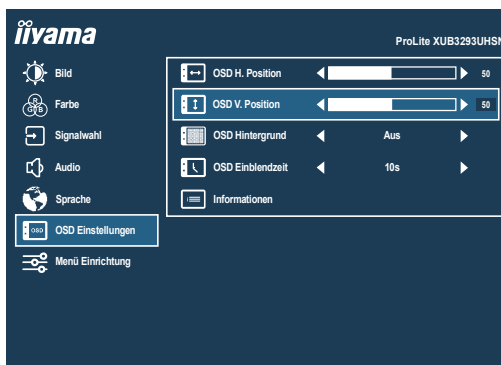 iiyama
ProLite XUB3293UHSN
Bild
Farbe
Signalwahl
Audio
Sprache
OSD Einstellungen
Menü Einrichtung
OSD H. Position 50
OSD V. Position 50
OSD Hintergrund Aus
OSD Einblendzeit 10s
Informationen
R
G B
OSD